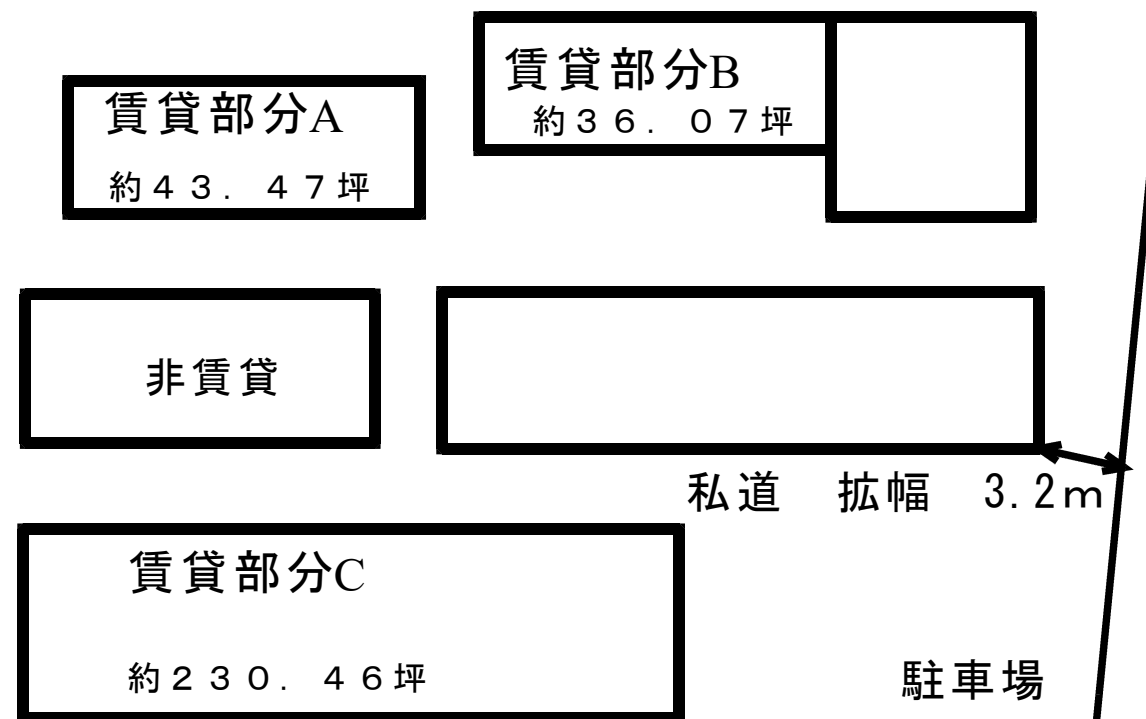 賃貸部分B
約36.07坪
賃貸部分A
約43.47坪
非賃貸
私道 拡幅 3.2m
賃貸部分C
約230.46坪
駐車場